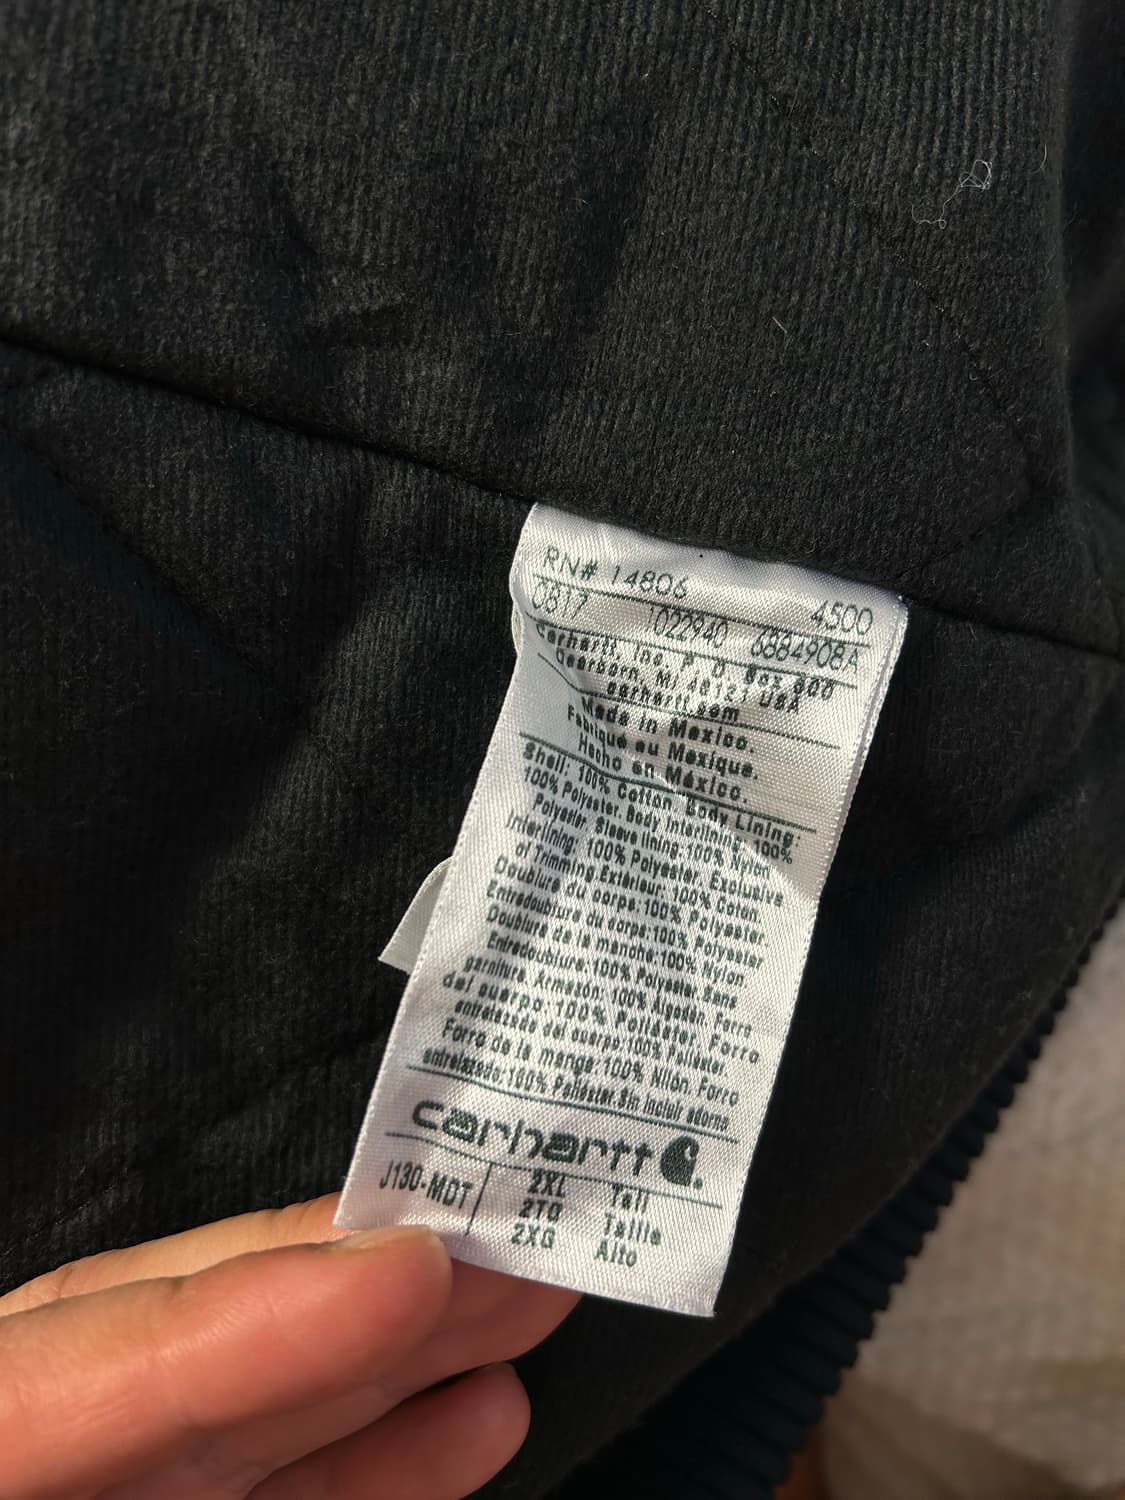 RN# 14806 4500
0817 1022940 6884908A
Carhartt, Inc. P.O. Box 600
Dearborn, MI 48121 USA
carhartt.com
Made in Mexico.
Fabriqué au Mexique.
Hecho en México.
Shell: 100% Cotton. Body Lining:
100% Polyester. Body Interlining: 100%
Polyester. Sleeve lining: 100% Nylon
Interlining: 100% Polyester, Exclusive
of Trimming. Extérieur. 100% Coton.
Doublure du corps:100% Polyester.
Entredoublure du corps:100% Polyester
Doublure de la manche:100% Nylon
Entredoublure:100% Polyester. Sans
garniture. Armazón: 100% Algodón. Forro
del cuerpo: 100% Poliéster. Forro
entrelazado del cuerpo: 100% Poliéster.
Forro de la manga 100% Nilon. Forro
entrelazado:100% Poliester.Sin incluir adorno
carhartt
J130-MDT 2XL Tall
2TG Taille
2XG Alto